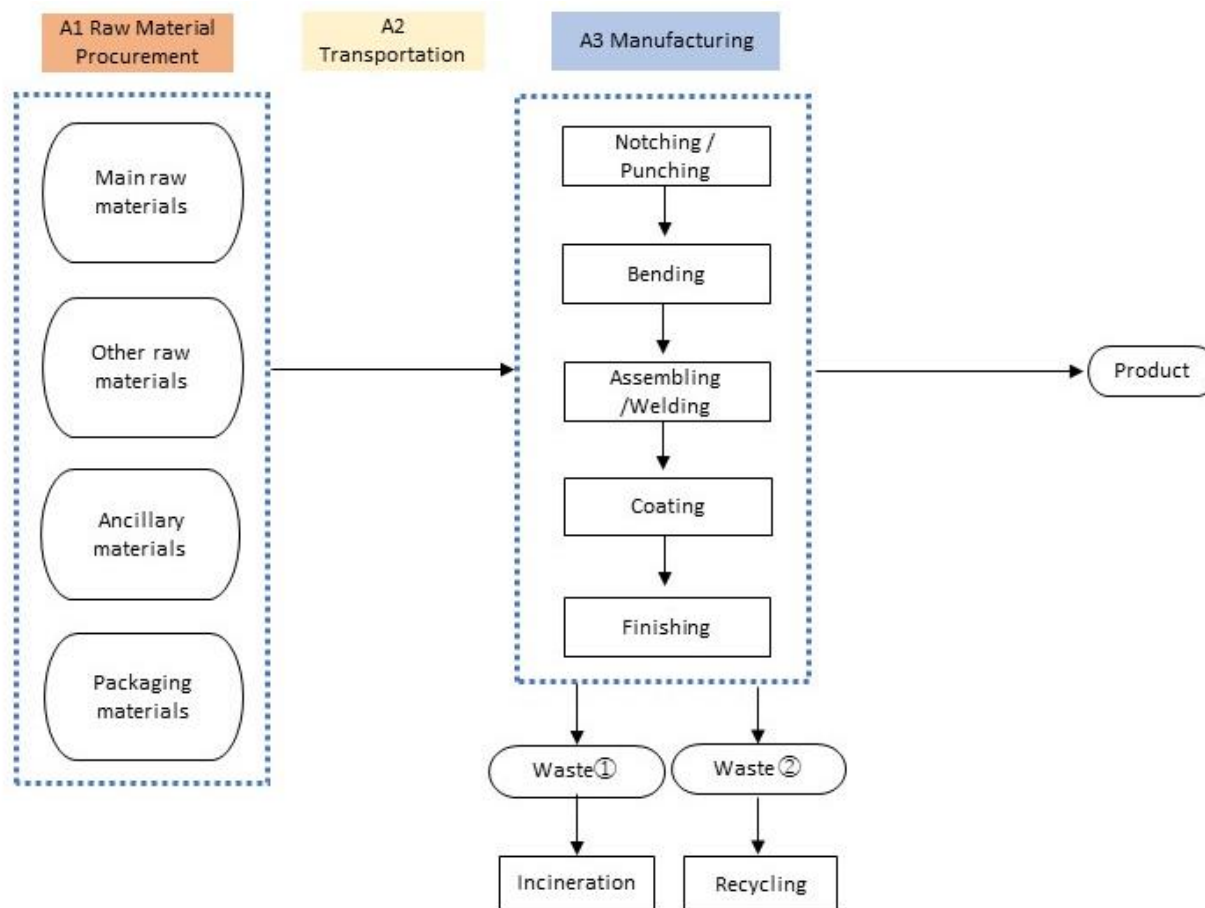 A1 Raw Material
Procurement
A2
Transportation
A3 Manufacturing
Main raw
materials
Other raw
materials
Ancillary
materials
Packaging
materials
Notching /
Punching
Bending
Assembling
/Welding
Coating
Finishing
Product
Waste①
Waste②
Incineration
Recycling